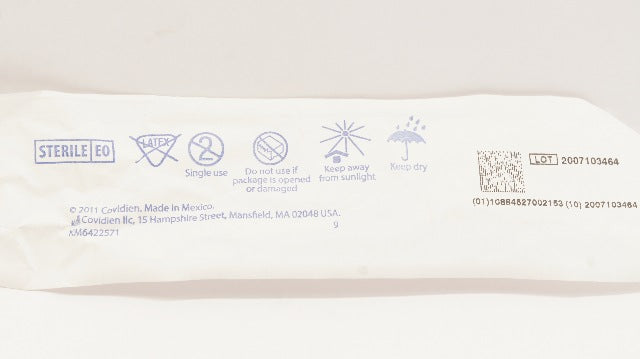 STERILE EO
LATEX
2
Single use
Do not use if
package is opened
or damaged
Keep away
from sunlight
Keep dry
© 2011 Covidien. Made in Mexico.
Covidien llc, 15 Hampshire Street, Mansfield, MA 02048 USA.
KM6422571
9
LOT 2007103464
(01)10884527002153 (10) 2007103464